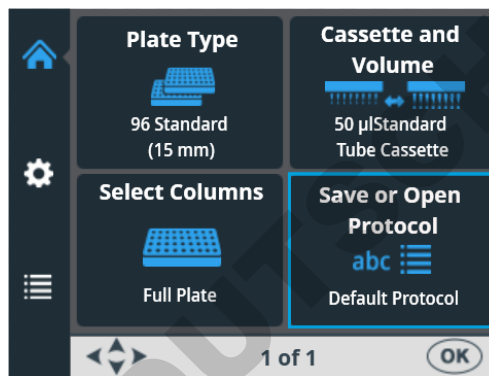 Plate Type
96 Standard
(15 mm)
Cassette and
Volume
50 µlStandard
Tube Cassette
Select Columns
Full Plate
Save or Open
Protocol
abc
Default Protocol
1 of 1
OK